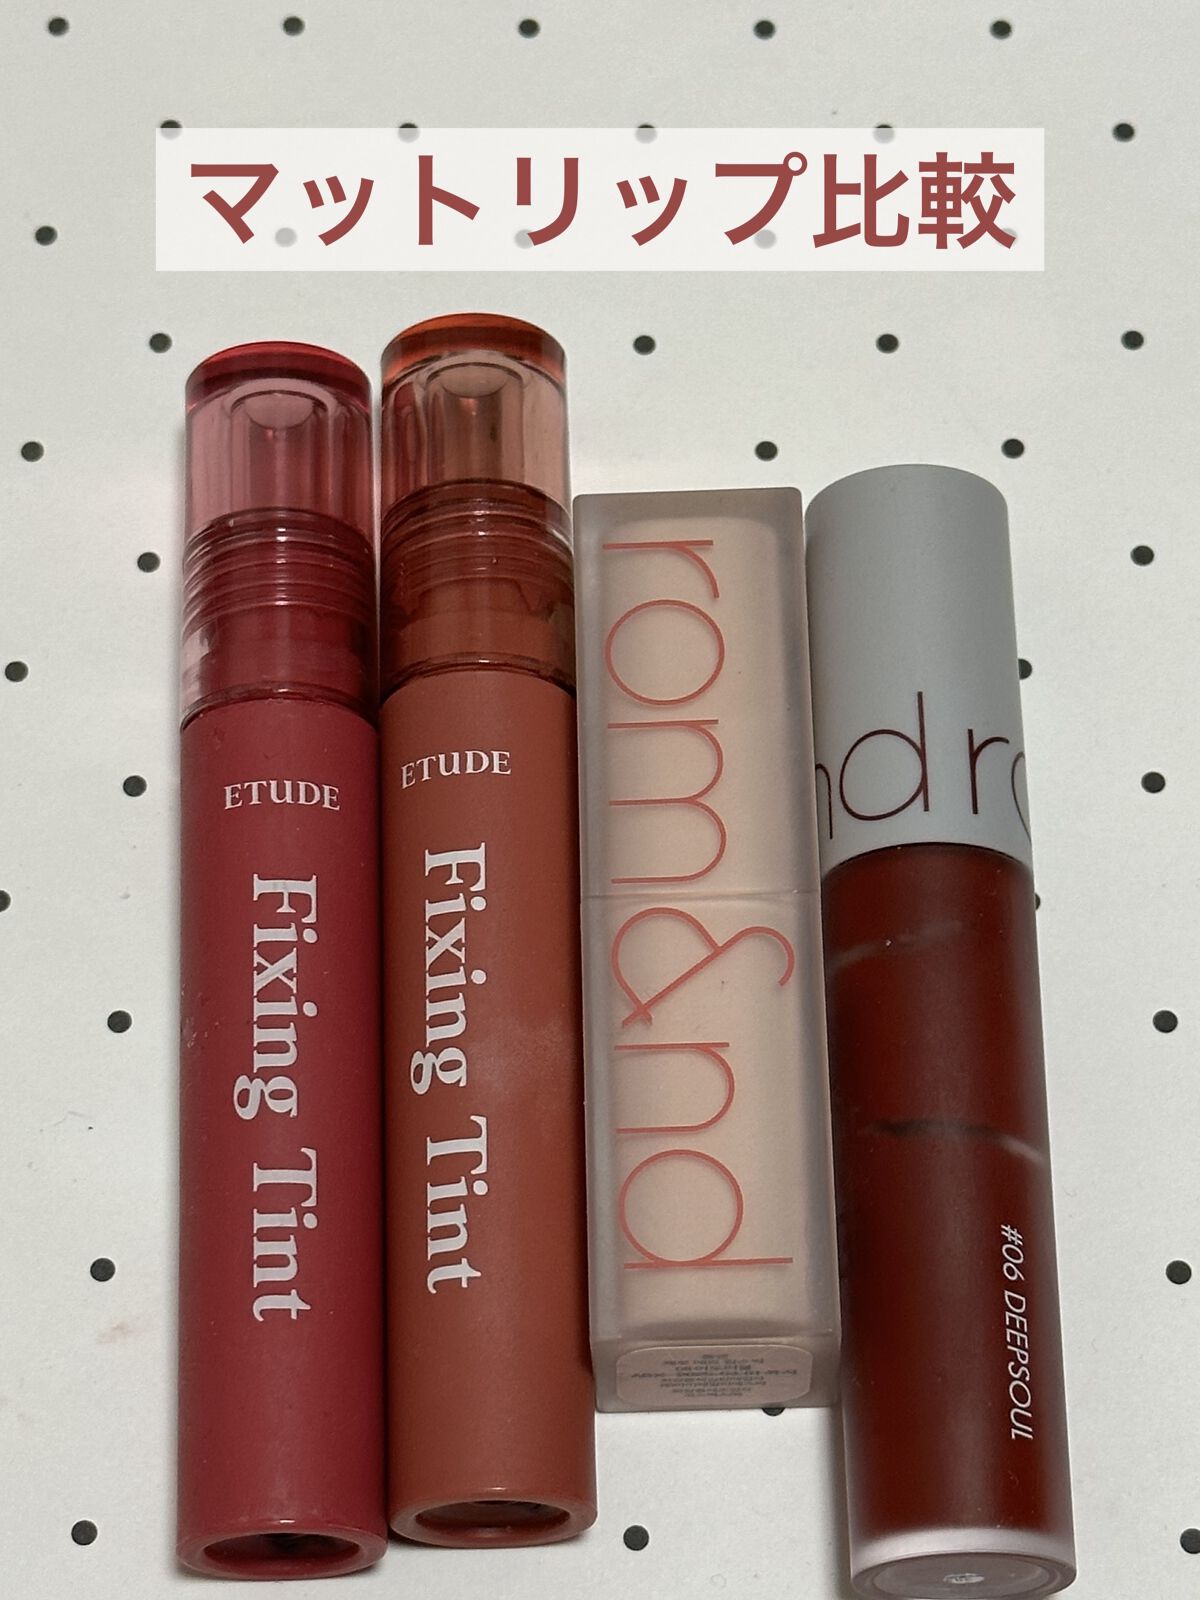 マットリップ比較
ETUDE
Fixing Tint
ETUDE
Fixing Tint
rom&nd
nd ro
#06 DEEPSOUL